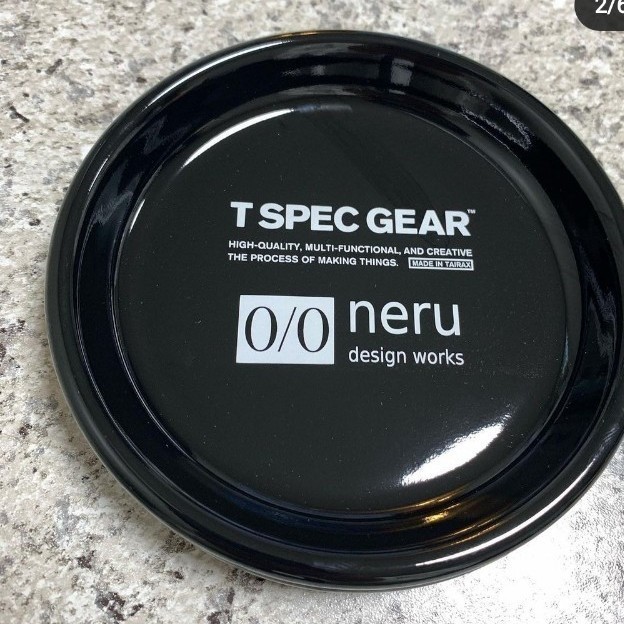 2/6
T SPEC GEAR™
HIGH-QUALITY, MULTI-FUNCTIONAL, AND CREATIVE
THE PROCESS OF MAKING THINGS. MADE IN TAIRAX
0/0 neru
design works